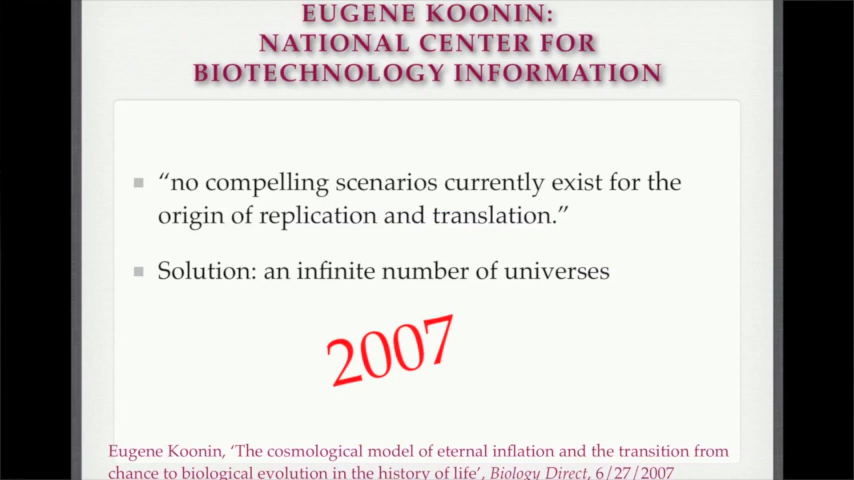 EUGENE KOONIN:
NATIONAL CENTER FOR
BIOTECHNOLOGY INFORMATION
“no compelling scenarios currently exist for the
origin of replication and translation.”
Solution: an infinite number of universes
2007
Eugene Koonin, ‘The cosmological model of eternal inflation and the transition from
chance to biological evolution in the history of life’, Biology Direct, 6/27/2007